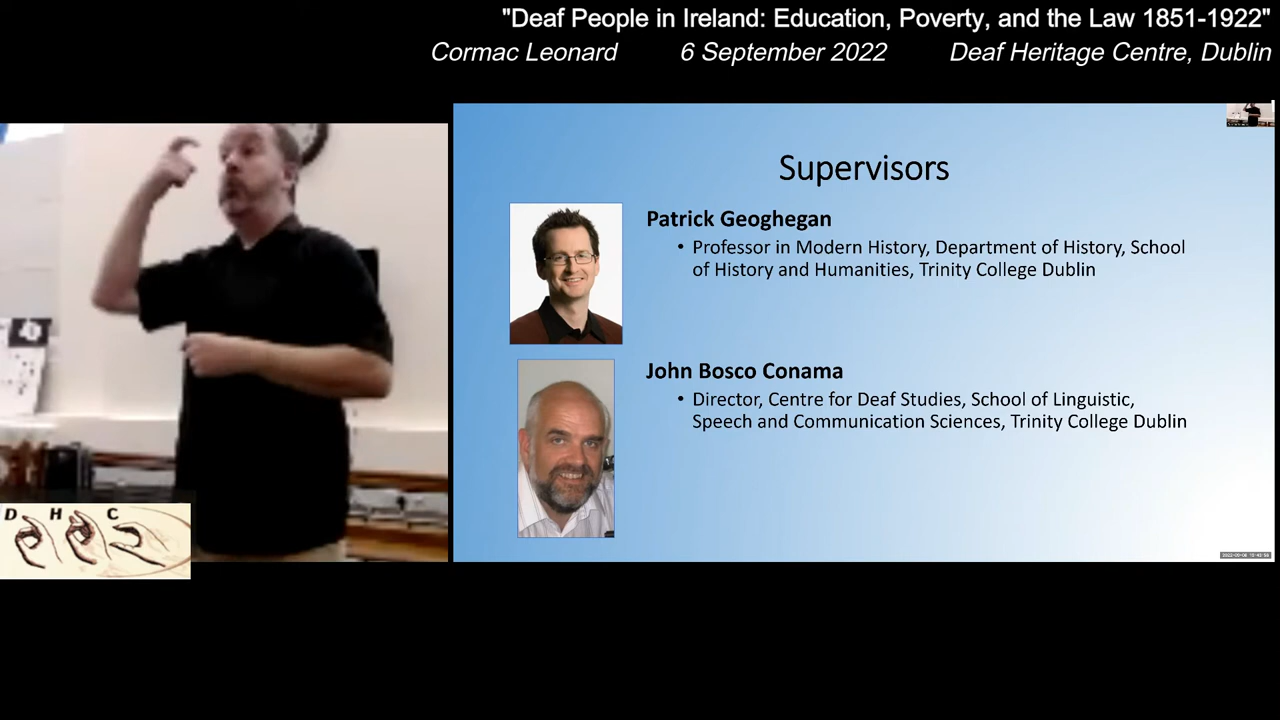 "Deaf People in Ireland: Education, Poverty, and the Law 1851-1922"
Cormac Leonard 6 September 2022 Deaf Heritage Centre, Dublin
Supervisors
Patrick Geoghegan
• Professor in Modern History, Department of History, School
of History and Humanities, Trinity College Dublin
John Bosco Conama
• Director, Centre for Deaf Studies, School of Linguistic,
Speech and Communication Sciences, Trinity College Dublin
D H C